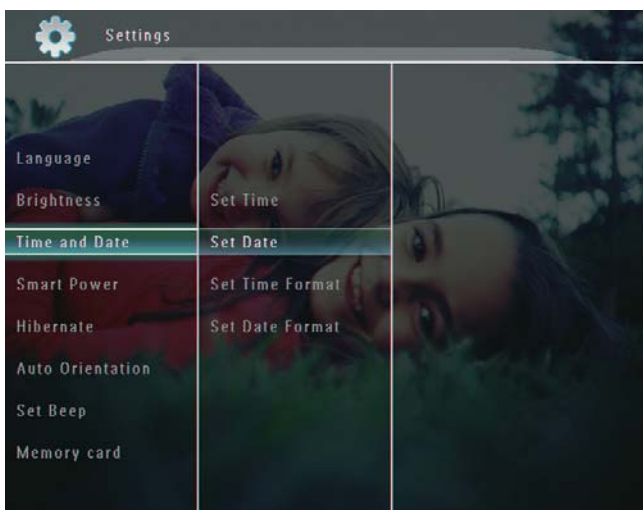 Settings
Language
Brightness
Time and Date
Smart Power
Hibernate
Auto Orientation
Set Beep
Memory card
Set Time
Set Date
Set Time Format
Set Date Format